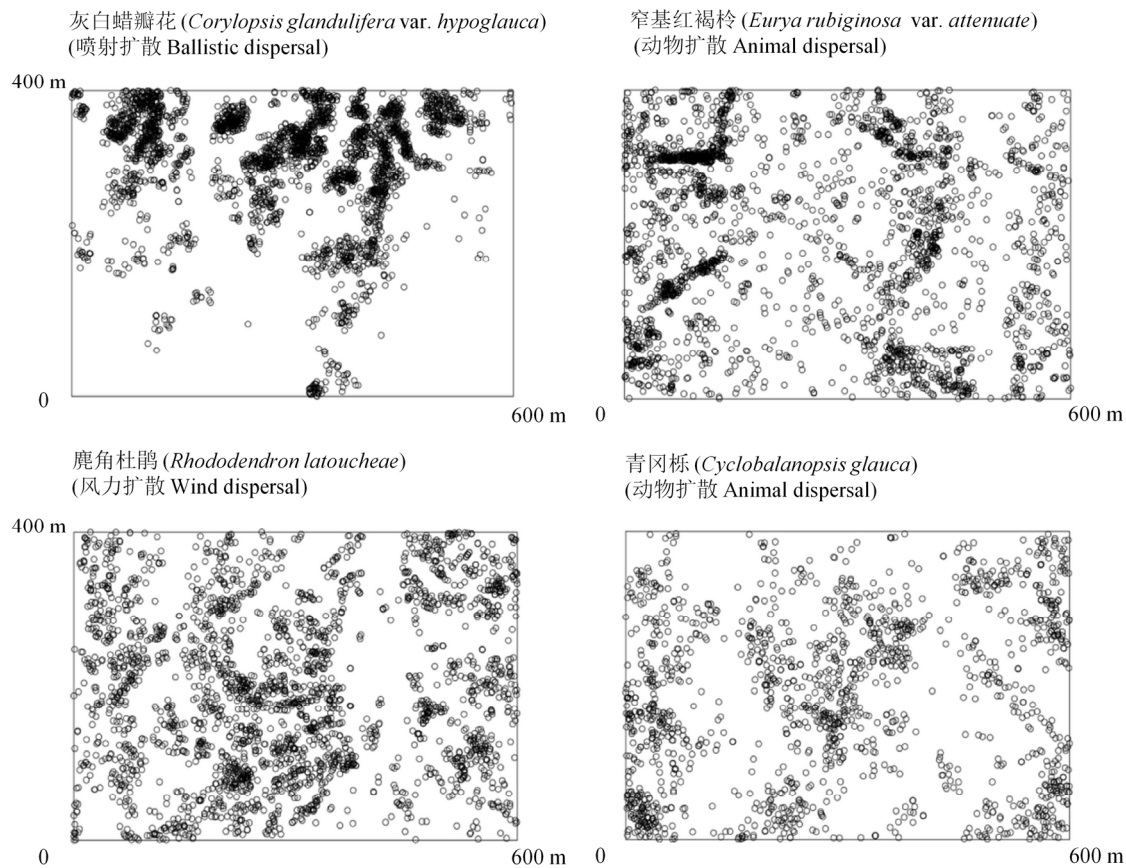 灰白蜡瓣花 (Corylopsis glandulifera var. hypoglauca)
(喷射扩散 Ballistic dispersal)
窄基红褐柃 (Eurya rubiginosa var. attenuate)
(动物扩散 Animal dispersal)
400 m
0
600 m
0
600 m
麂角杜鹃 (Rhododendron latoucheae)
(风力扩散 Wind dispersal)
青冈栎 (Cyclobalanopsis glauca)
(动物扩散 Animal dispersal)
400 m
0
600 m
0
600 m